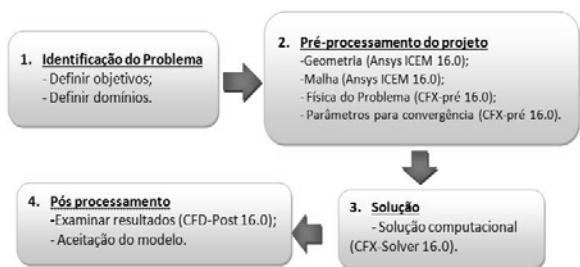 1. Identificação do Problema
- Definir objetivos;
- Definir domínios.
2. Pré-processamento do projeto
-Geometria (Ansys ICEM 16.0);
- Malha (Ansys ICEM 16.0);
- Física do Problema (CFX-pré 16.0);
- Parâmetros para convergência (CFX-pré 16.0).
3. Solução
- Solução computacional
(CFX-Solver 16.0).
4. Pós processamento
-Examinar resultados (CFD-Post 16.0);
- Aceitação do modelo.